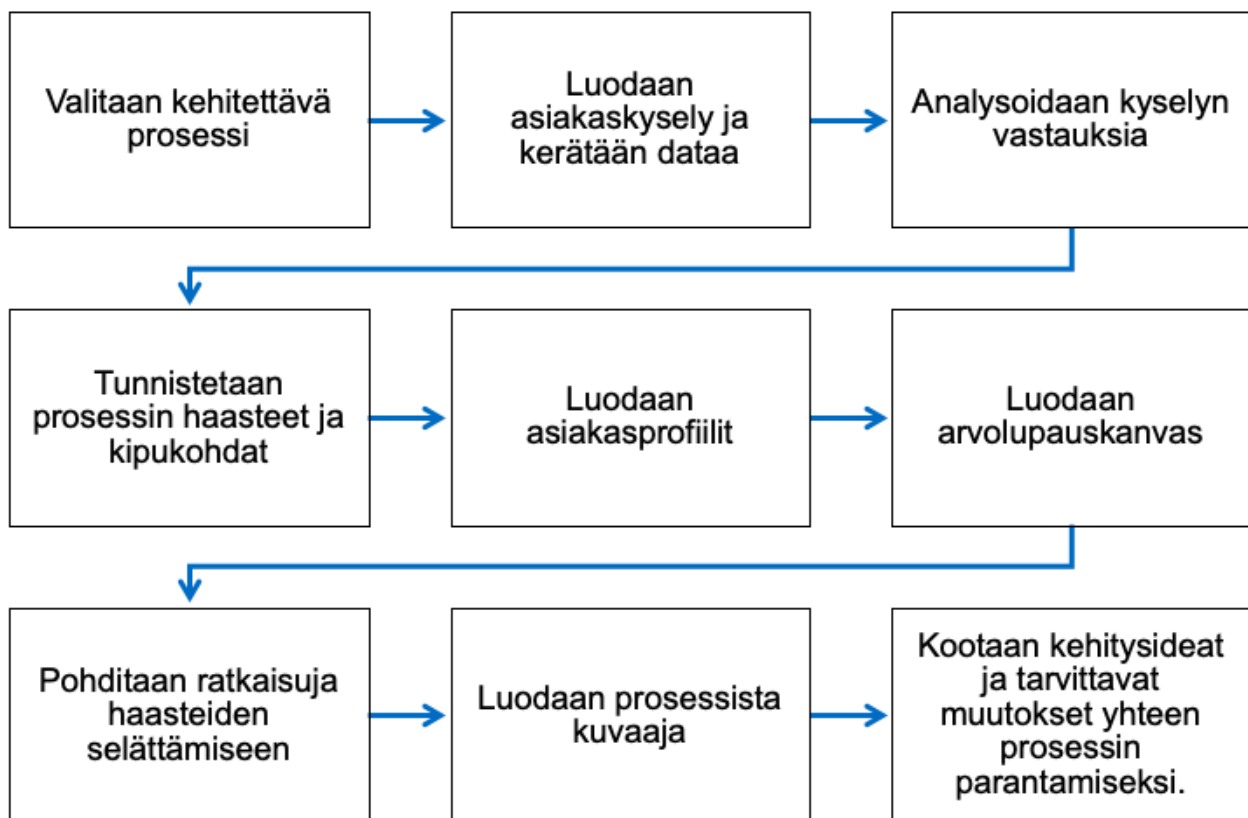 Valitaan kehitettävä
prosessi
Luodaan
asiakaskysely ja
kerätään dataa
Analysoidaan kyselyn
vastauksia
Tunnistetaan
prosessin haasteet ja
kipukohdat
Luodaan
asiakasprofiilit
Luodaan
arvolupauskanvas
Pohditaan ratkaisuja
haasteiden
selättämiseen
Luodaan prosessista
kuvaaja
Kootaan kehitysideat
ja tarvittavat
muutokset yhteen
prosessin
parantamiseksi.